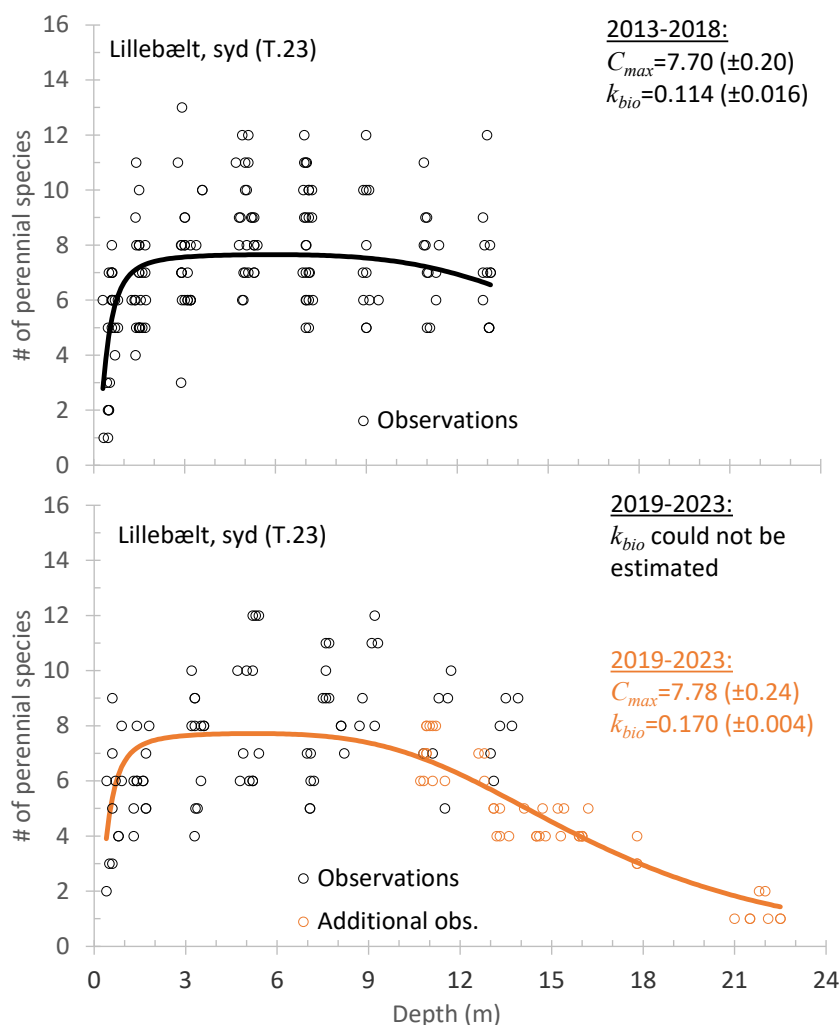 16
14
12
10
8
6
4
2
0
# of perennial species
Lillebælt, syd (T.23)
2013-2018:
Cmax=7.70 (±0.20)
kbio=0.114 (±0.016)
Observations
16
14
12
10
8
6
4
2
0
# of perennial species
Lillebælt, syd (T.23)
2019-2023:
kbio could not be
estimated
2019-2023:
Cmax=7.78 (±0.24)
kbio=0.170 (±0.004)
Observations
Additional obs.
0 3 6 9 12 15 18 21 24
Depth (m)